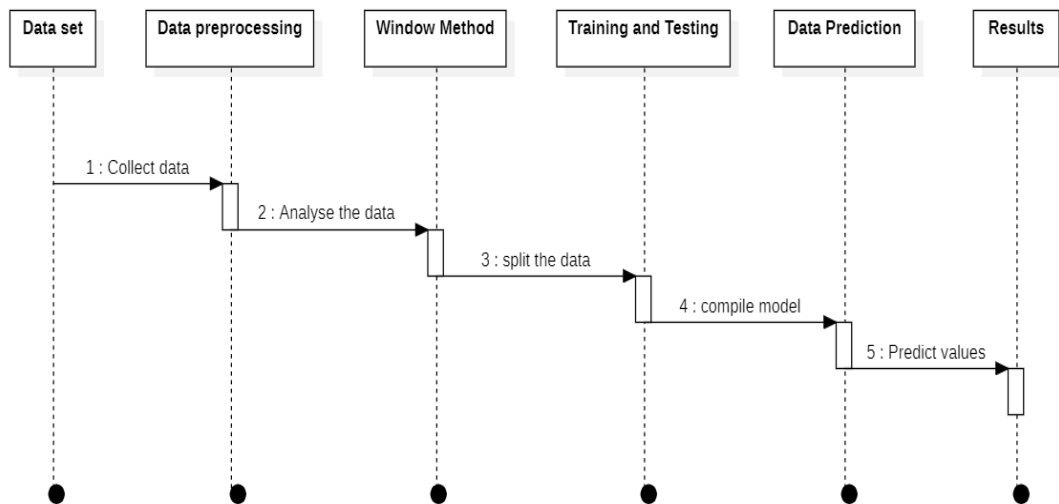 Data set
Data preprocessing
Window Method
Training and Testing
Data Prediction
Results
1 : Collect data
2 : Analyse the data
3 : split the data
4 : compile model
5 : Predict values